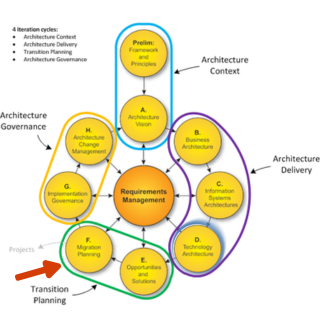 4 iteration cycles:
• Architecture Context
• Architecture Delivery
• Transition Planning
• Architecture Governance
Prelim:
Framework
and
Principles
Architecture
Context
A.
Architecture
Vision
Architecture
Governance
H.
Architecture
Change
Management
B.
Business
Architecture
Architecture
Delivery
G.
Implementation
Governance
Requirements
Management
C.
Information
Systems
Architectures
Projects
F.
Migration
Planning
D.
Technology
Architecture
E.
Opportunities
and
Solutions
Transition
Planning